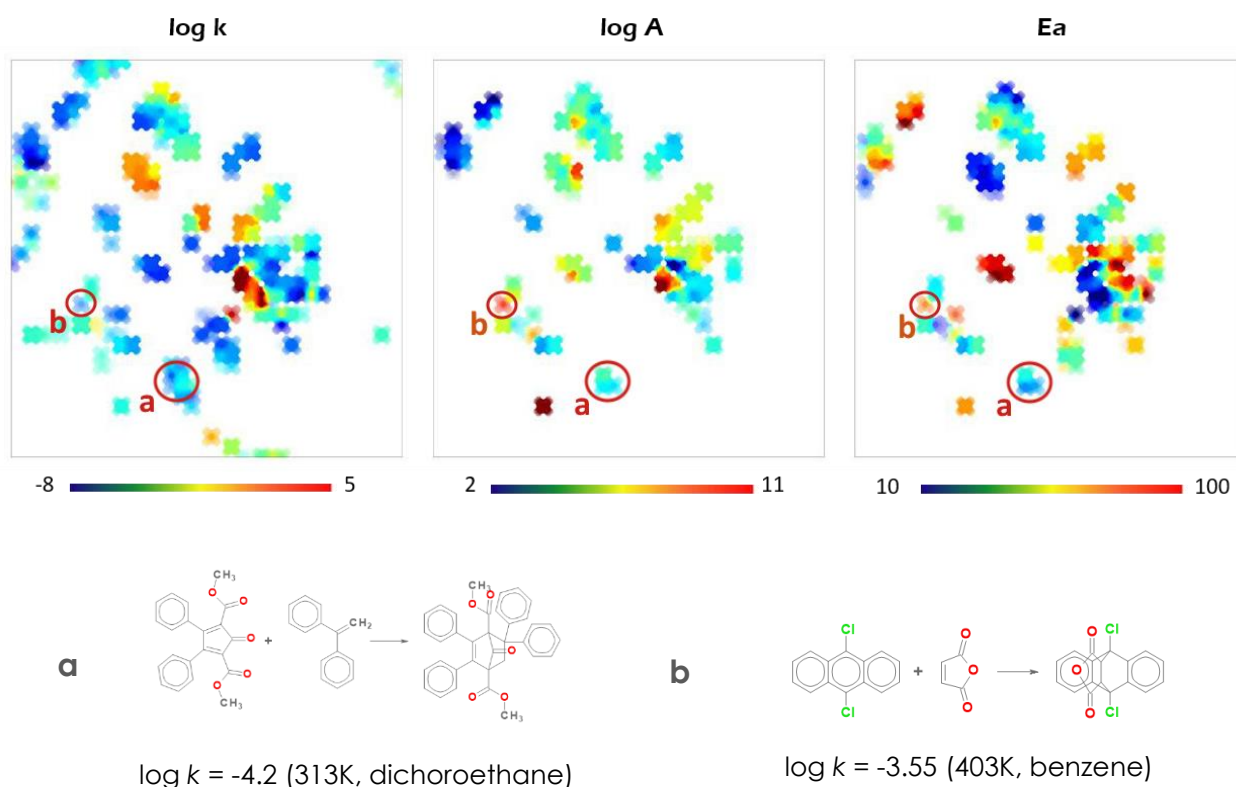 log k
log A
Ea
b
a
b
a
b
a
-8
5
2
11
10
100
CH3
O
O
O
O
O
CH3
+
CH2
CH3
O
O
O
O
O
CH3
a
Cl
Cl
+
O
O
O
O
Cl
O
O
Cl
b
log k = -4.2 (313K, dichoroethane)
log k = -3.55 (403K, benzene)